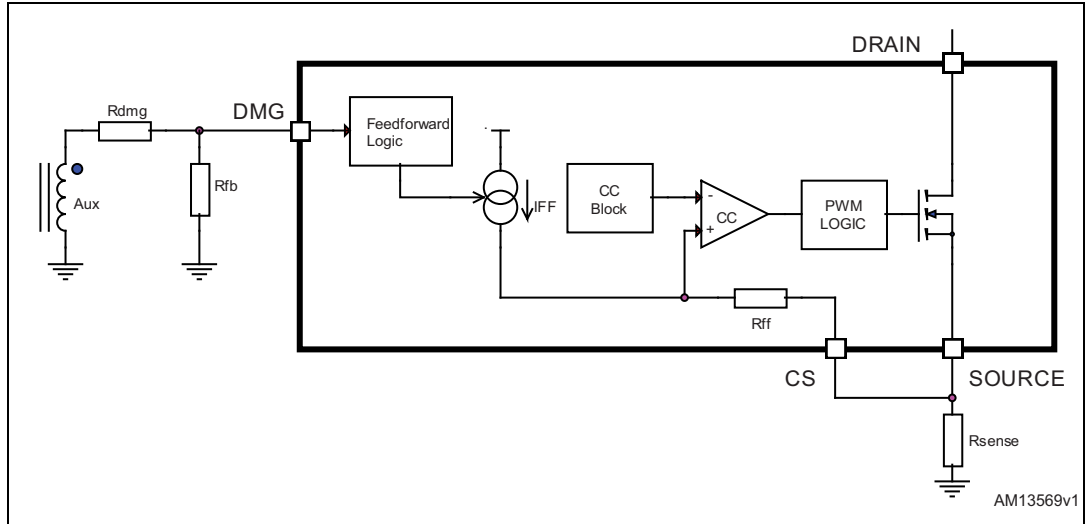 DRAIN
DMG
Rdmg
Feedforward
Logic
Rfb
Aux
IFF
CC
Block
-
CC
+
PWM
LOGIC
Rff
CS
SOURCE
Rsense
AM13569v1